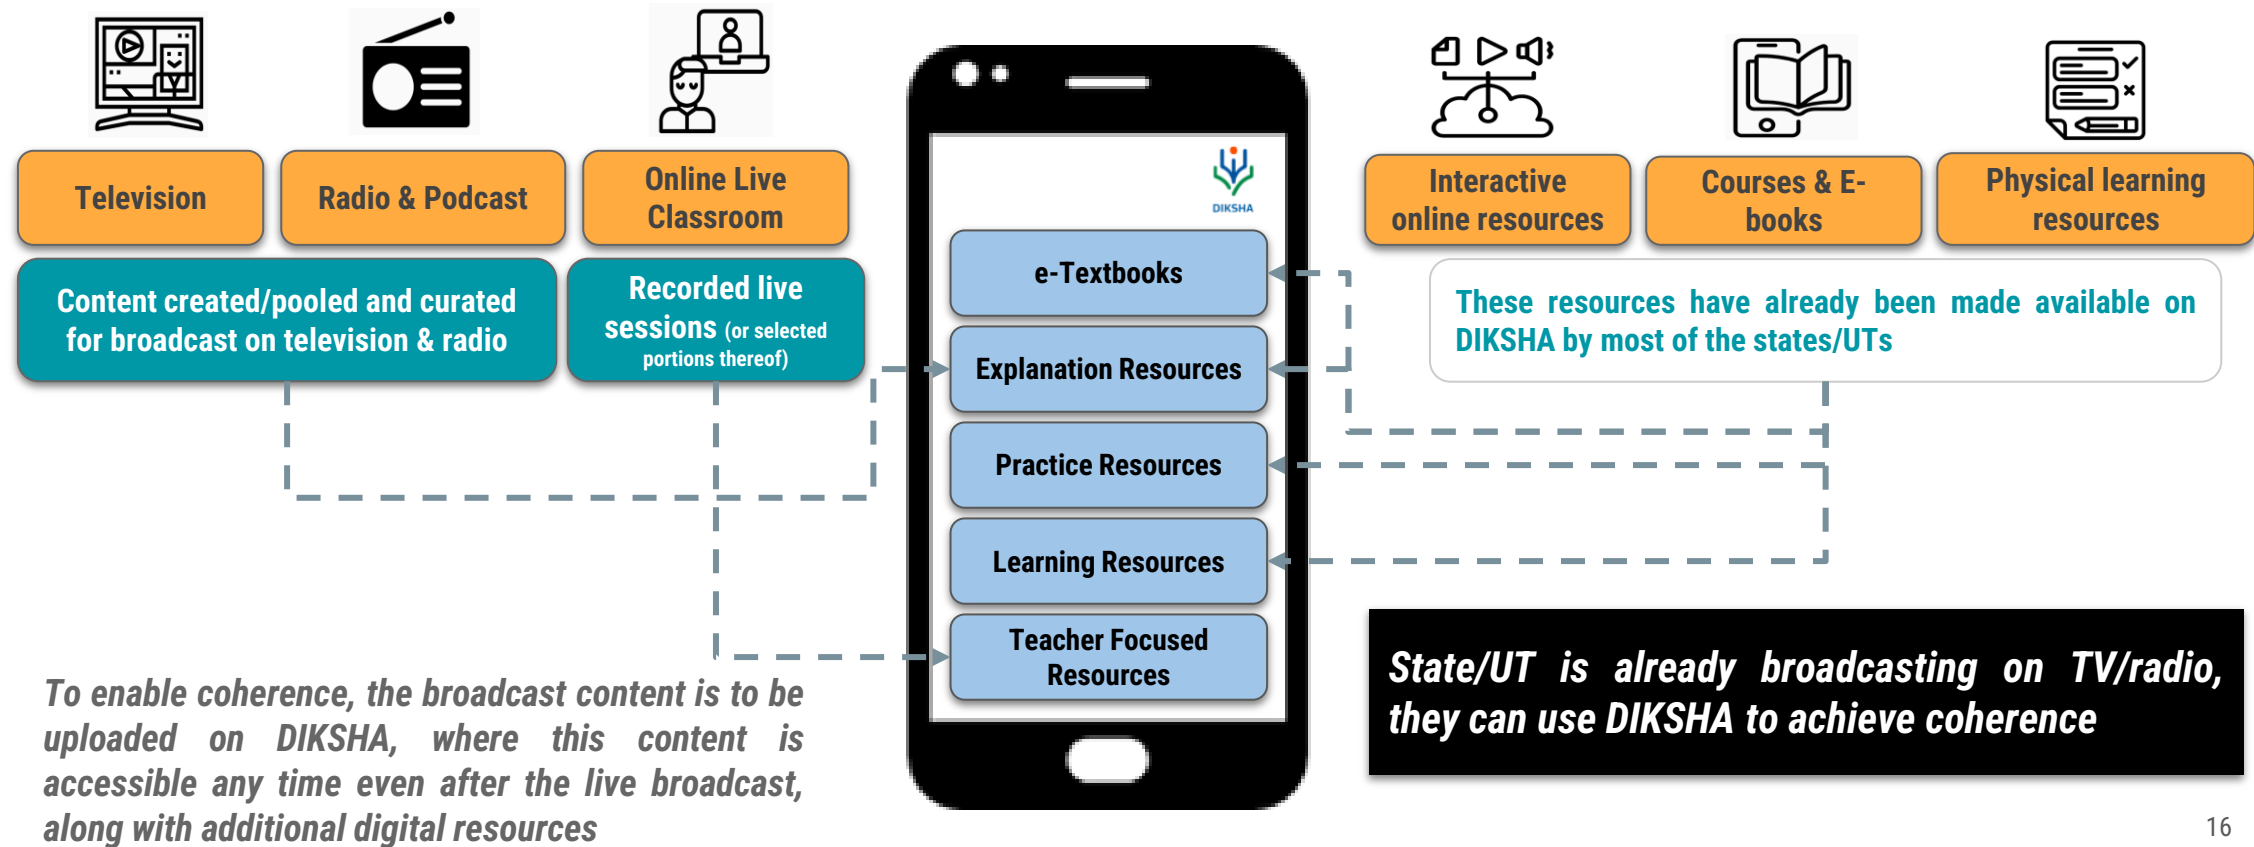 Television
Radio & Podcast
Online Live
Classroom
Content created/pooled and curated
for broadcast on television & radio
Recorded live
sessions (or selected
portions thereof)
To enable coherence, the broadcast content is to be
uploaded on DIKSHA, where this content is
accessible any time even after the live broadcast,
along with additional digital resources
DIKSHA
e-Textbooks
Explanation Resources
Practice Resources
Learning Resources
Teacher Focused
Resources
Interactive
online resources
Courses & E-
books
Physical learning
resources
These resources have already been made available on
DIKSHA by most of the states/UTs
State/UT is already broadcasting on TV/radio,
they can use DIKSHA to achieve coherence
16